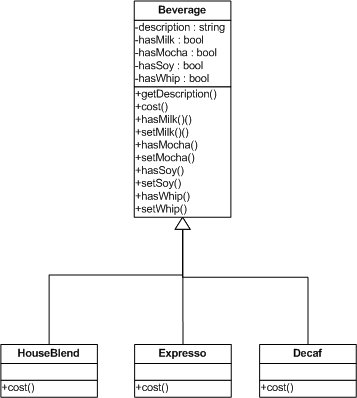 Beverage
-description : string
-hasMilk : bool
-hasMocha : bool
-hasSoy : bool
-hasWhip : bool
+getDescription()
+cost()
+hasMilk()()
+setMilk()()
+hasMocha()
+setMocha()
+hasSoy()
+setSoy()
+hasWhip()
+setWhip()
HouseBlend
Expresso
Decaf
+cost()
+cost()
+cost()